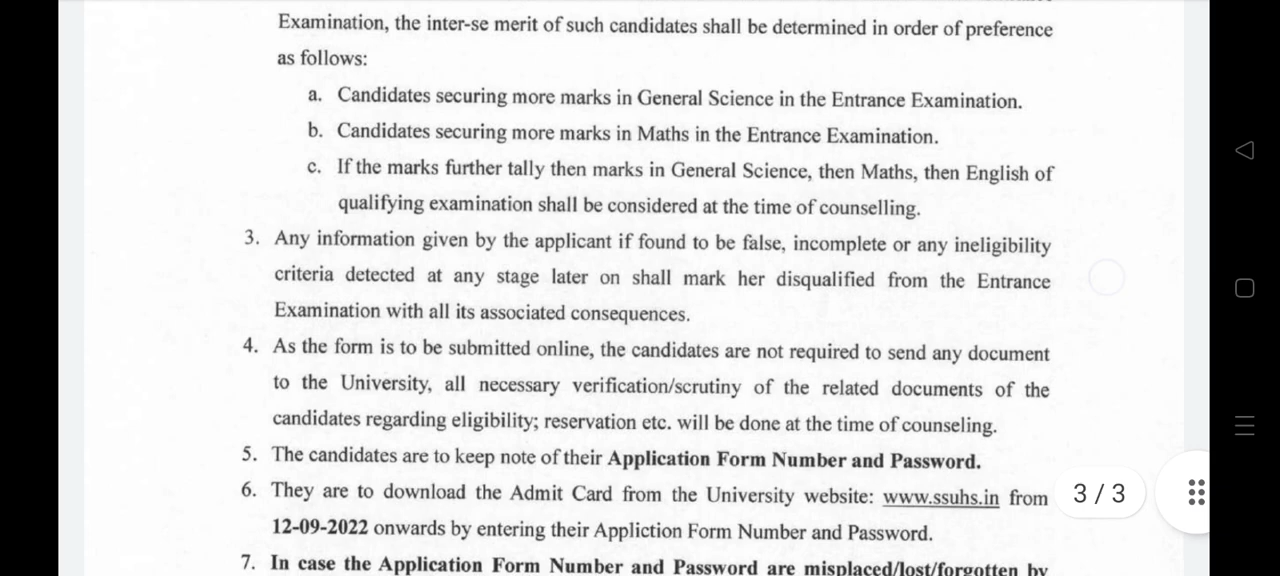 Examination, the inter-se merit of such candidates shall be determined in order of preference
as follows:
a. Candidates securing more marks in General Science in the Entrance Examination.
b. Candidates securing more marks in Maths in the Entrance Examination.
c. If the marks further tally then marks in General Science, then Maths, then English of
qualifying examination shall be considered at the time of counselling.
3. Any information given by the applicant if found to be false, incomplete or any ineligibility
criteria detected at any stage later on shall mark her disqualified from the Entrance
Examination with all its associated consequences.
4. As the form is to be submitted online, the candidates are not required to send any document
to the University, all necessary verification/scrutiny of the related documents of the
candidates regarding eligibility; reservation etc. will be done at the time of counseling.
5. The candidates are to keep note of their Application Form Number and Password.
6. They are to download the Admit Card from the University website: www.ssuhs.in from
12-09-2022 onwards by entering their Appliction Form Number and Password.
7. In case the Application Form Number and Password are misplaced/lost/forgotten by
3 / 3